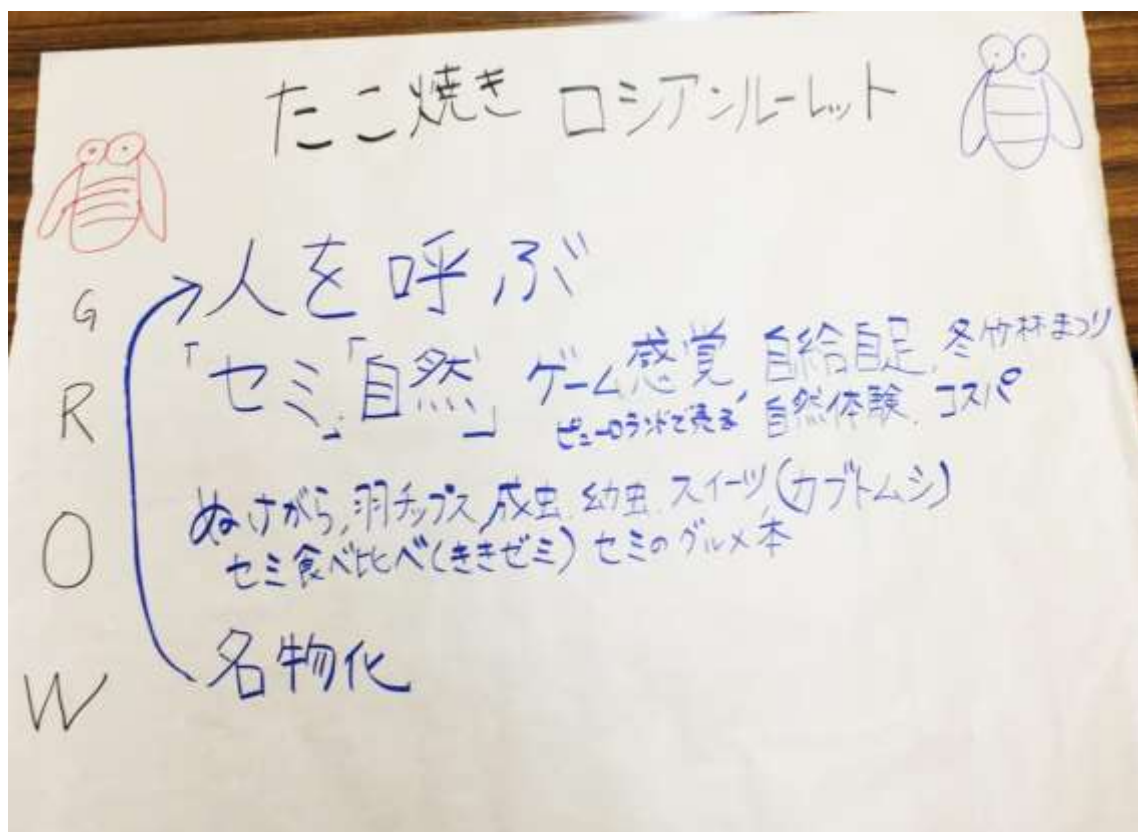 たこ焼き ロシアンルーレット
G 人を呼ぶ
R 「セミ」「自然」 ゲーム感覚、自給自足、冬竹林まつり
ピューロランドで売る 自然体験、コスパ
O ぬけがら、羽チップス、成虫、幼虫、スイーツ(カブトムシ)
セミ食べ比べ(ききゼミ) セミのグルメ本
W 名物化